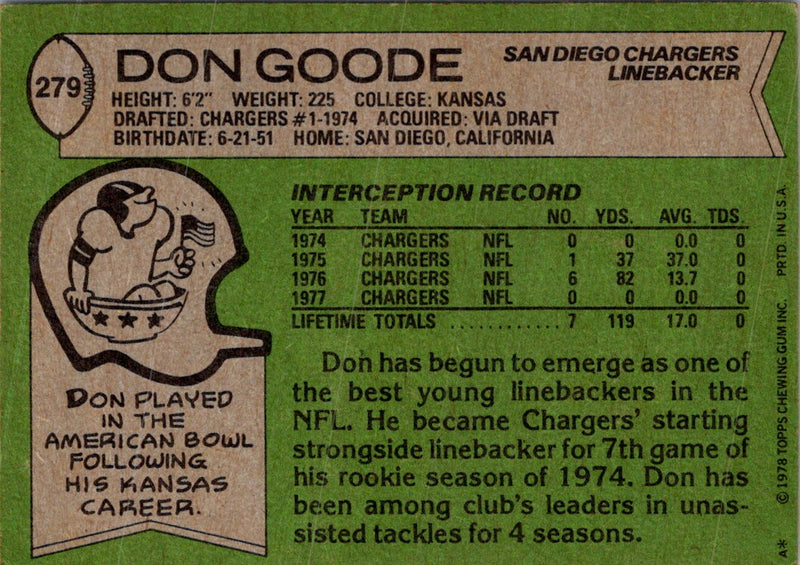 279
DON GOODE
SAN DIEGO CHARGERS
LINEBACKER
HEIGHT: 6'2" WEIGHT: 225 COLLEGE: KANSAS
DRAFTED: CHARGERS #1-1974 ACQUIRED: VIA DRAFT
BIRTHDATE: 6-21-51 HOME: SAN DIEGO, CALIFORNIA
INTERCEPTION RECORD
YEAR TEAM NO. YDS. AVG. TDS.
1974 CHARGERS NFL 0 0 0.0 0
1975 CHARGERS NFL 1 37 37.0 0
1976 CHARGERS NFL 6 82 13.7 0
1977 CHARGERS NFL 0 0 0.0 0
LIFETIME TOTALS ............ 7 119 17.0 0
DON PLAYED
IN THE
AMERICAN BOWL
FOLLOWING
HIS KANSAS
CAREER.
Don has begun to emerge as one of
the best young linebackers in the
NFL. He became Chargers' starting
strongside linebacker for 7th game of
his rookie season of 1974. Don has
been among club's leaders in unas-
sisted tackles for 4 seasons.
A* © 1978 TOPPS CHEWING GUM INC. PRTD. IN U.S.A.